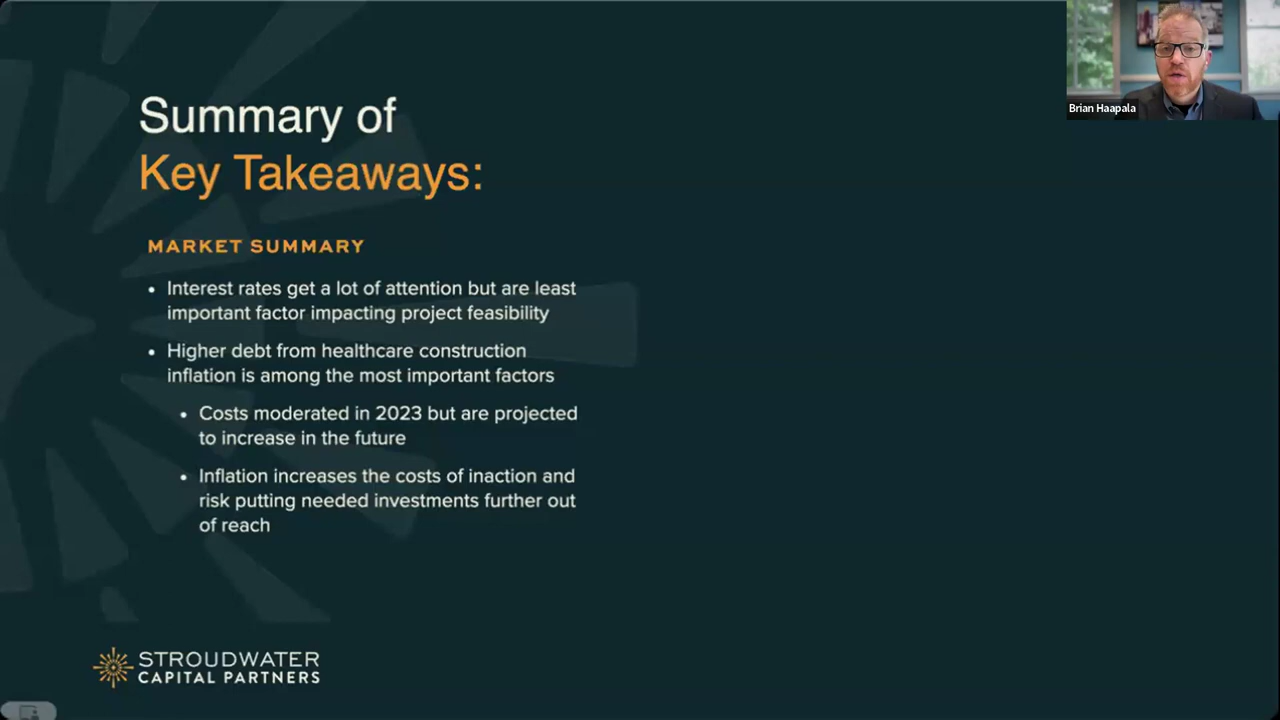 Summary of
Key Takeaways:
MARKET SUMMARY
• Interest rates get a lot of attention but are least
important factor impacting project feasibility
• Higher debt from healthcare construction
inflation is among the most important factors
• Costs moderated in 2023 but are projected
to increase in the future
• Inflation increases the costs of inaction and
risk putting needed investments further out
of reach
STROUDWATER
CAPITAL PARTNERS
Brian Haapala